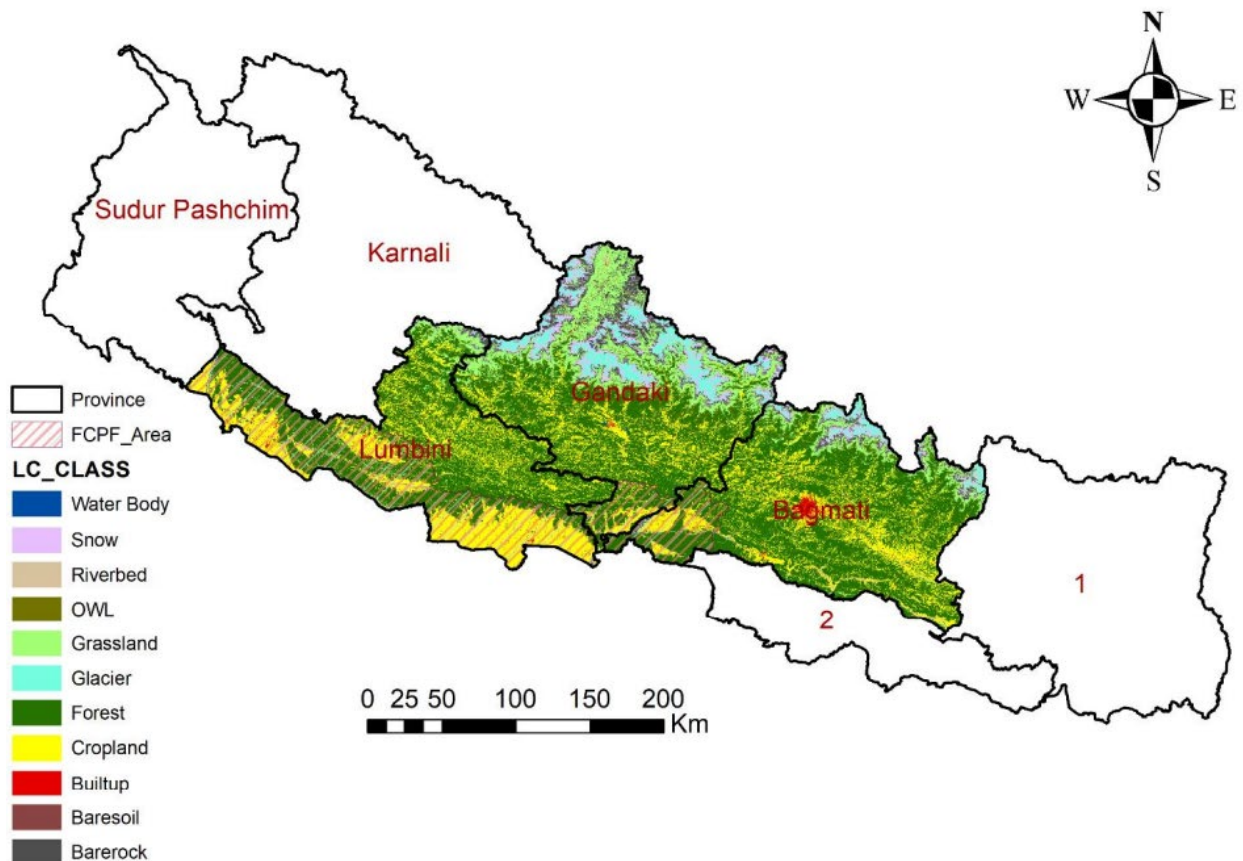 N
W E
S
Sudur Pashchim
Karnali
Gandaki
Lumbini
Bagmati
1
2
Province
FCPF_Area
LC_CLASS
Water Body
Snow
Riverbed
OWL
Grassland
Glacier
Forest
Cropland
Builtup
Baresoil
Barerock
0 25 50 100 150 200
Km